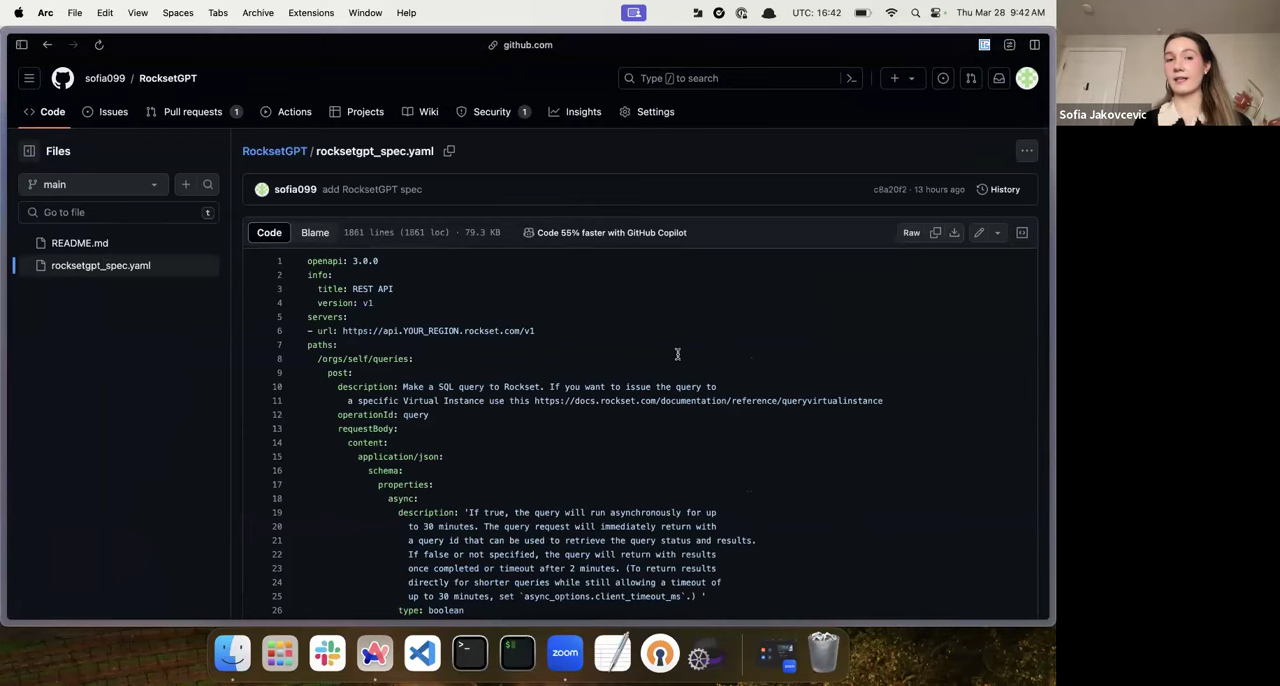 Arc File Edit View Spaces Tabs Archive Extensions Window Help UTC: 16:42 Thu Mar 28 9:42 AM
github.com
sofia099 / RocksetGPT Type / to search
Code Issues Pull requests 1 Actions Projects Wiki Security 1 Insights Settings
Sofia Jakovcevic
Files
RocksetGPT / rocksetgpt_spec.yaml
main
sofia099 add RocksetGPT spec c8a20f2 · 13 hours ago History
Go to file t
Code Blame 1861 lines (1861 loc) · 79.3 KB Code 55% faster with GitHub Copilot Raw
README.md
rocksetgpt_spec.yaml
1 openapi: 3.0.0
2 info:
3 title: REST API
4 version: v1
5 servers:
6 - url: https://api.YOUR_REGION.rockset.com/v1
7 paths:
8 /orgs/self/queries:
9 post:
10 description: Make a SQL query to Rockset. If you want to issue the query to
11 a specific Virtual Instance use this https://docs.rockset.com/documentation/reference/queryvirtualinstance
12 operationId: query
13 requestBody:
14 content:
15 application/json:
16 schema:
17 properties:
18 async:
19 description: 'If true, the query will run asynchronously for up
20 to 30 minutes. The query request will immediately return with
21 a query id that can be used to retrieve the query status and results.
22 If false or not specified, the query will return with results
23 once completed or timeout after 2 minutes. (To return results
24 directly for shorter queries while still allowing a timeout of
25 up to 30 minutes, set `async_options.client_timeout_ms`.) '
26 type: boolean
zoom